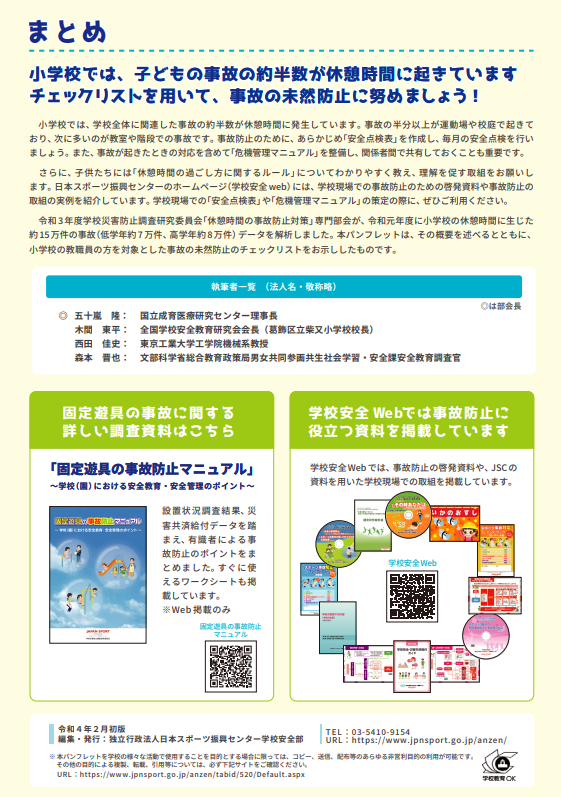 まとめ
小学校では、子どもの事故の約半数が休憩時間に起きています
チェックリストを用いて、事故の未然防止に努めましょう！
小学校では、学校全体に関連した事故の約半数が休憩時間に発生しています。事故の半分以上が運動場や校庭で起きて
おり、次に多いのが教室や階段での事故です。事故防止のために、あらかじめ「安全点検表」を作成し、毎月の安全点検を行い
ましょう。また、事故が起きたときの対応を含めて「危機管理マニュアル」を整備し、関係者間で共有しておくことも重要です。
さらに、子供たちには「休憩時間の過ごし方に関するルール」についてわかりやすく教え、理解を促す取組をお願いし
ます。日本スポーツ振興センターのホームページ（学校安全web）には、学校現場での事故防止のための啓発資料や事故防止の
取組の実例を紹介しています。学校現場での「安全点検表」や「危機管理マニュアル」の策定の際に、ぜひご利用ください。
令和３年度学校災害防止調査研究委員会「休憩時間の事故防止対策」専門部会が、令和元年度に小学校の休憩時間に生じた
約15万件の事故（低学年約７万件、高学年約８万件）データを解析しました。本パンフレットは、その概要を述べるとともに、
小学校の教職員の方を対象とした事故の未然防止のチェックリストをお示ししたものです。
執筆者一覧　（法人名・敬称略）
◎は部会長
◎ 五十嵐　隆： 国立成育医療研究センター理事長
木間　東平： 全国学校安全教育研究会会長（葛飾区立柴又小学校校長）
西田　佳史： 東京工業大学工学院機械系教授
森本　晋也： 文部科学省総合教育政策局男女共同参画共生社会学習・安全課安全教育調査官
固定遊具の事故に関する
詳しい調査資料はこちら
「固定遊具の事故防止マニュアル」
～学校（園）における安全教育・安全管理のポイント～
固定遊具の事故防止マニュアル
設置状況調査結果、災
害共済給付データを踏
まえ、有識者による事
故防止のポイントをま
とめました。すぐに使
えるワークシートも掲
載しています。
※Web掲載のみ
固定遊具の事故防止
マニュアル
学校安全Webでは事故防止に
役立つ資料を掲載しています
学校安全Webでは、事故防止の啓発資料や、JSCの
資料を用いた学校現場での取組を掲載しています。
学校安全Web
令和４年２月初版
編集・発行：独立行政法人日本スポーツ振興センター学校安全部
TEL：03-5410-9154
URL：https://www.jpnsport.go.jp/anzen/
※本パンフレットを学校の様々な活動で使用することを目的とする場合に限っては、コピー、送信、配布等のあらゆる非営利目的の利用が可能です。
その他の目的による複製、転載、引用等については、必ず下記サイトをご確認ください。
URL：https://www.jpnsport.go.jp/anzen/tabid/520/Default.aspx
学校教育OK